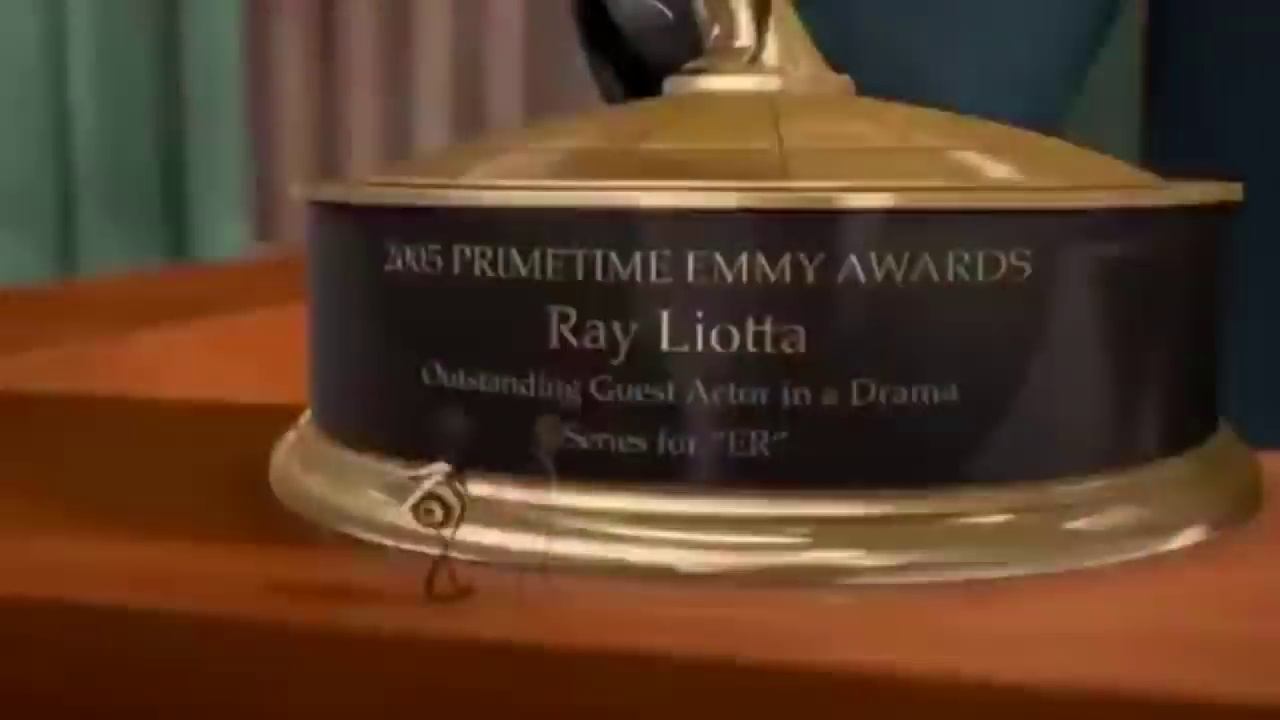 2005 PRIMETIME EMMY AWARDS
Ray Liotta
Outstanding Guest Actor in a Drama
Series for "ER"